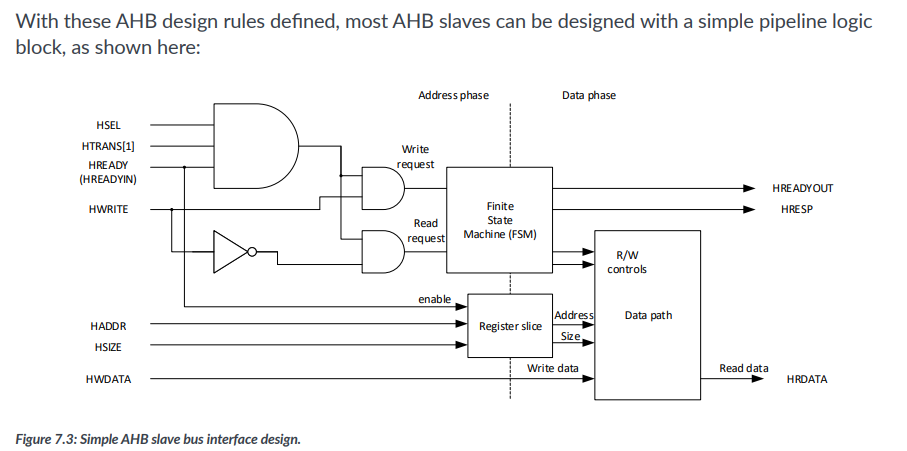 With these AHB design rules defined, most AHB slaves can be designed with a simple pipeline logic
block, as shown here:
Address phase
Data phase
HSEL
HTRANS[1]
HREADY
(HREADYIN)
HWRITE
Write
request
Read
request
Finite
State
Machine (FSM)
HREADYOUT
HRESP
R/W
controls
enable
HADDR
HSIZE
Register slice
Address
Size
Data path
HWDATA
Write data
Read data
HRDATA
Figure 7.3: Simple AHB slave bus interface design.